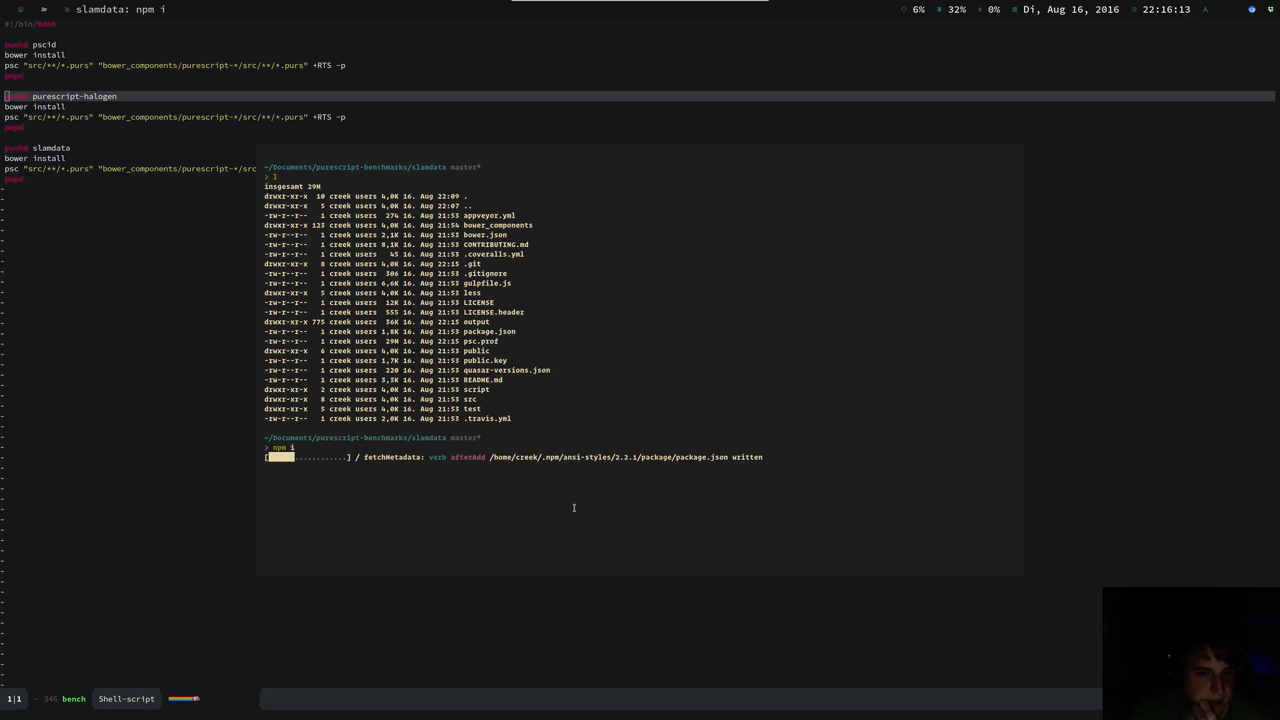 slamdata: npm i
6% 32% 0% Di, Aug 16, 2016 22:16:13
#!/bin/bash
pushd pscid
bower install
psc "src/**/*.purs" "bower_components/purescript-*/src/**/*.purs" +RTS -p
popd
pushd purescript-halogen
bower install
psc "src/**/*.purs" "bower_components/purescript-*/src/**/*.purs" +RTS -p
popd
pushd slamdata
bower install
psc "src/**/*.purs" "bower_components/purescript-*/src
popd
~/Documents/purescript-benchmarks/slamdata master*
> l
insgesamt 29M
drwxr-xr-x 10 creek users 4,0K 16. Aug 22:09 .
drwxr-xr-x 5 creek users 4,0K 16. Aug 22:07 ..
-rw-r--r-- 1 creek users 274 16. Aug 21:53 appveyor.yml
drwxr-xr-x 123 creek users 4,0K 16. Aug 21:54 bower_components
-rw-r--r-- 1 creek users 2,1K 16. Aug 21:53 bower.json
-rw-r--r-- 1 creek users 8,1K 16. Aug 21:53 CONTRIBUTING.md
-rw-r--r-- 1 creek users 45 16. Aug 21:53 .coveralls.yml
drwxr-xr-x 8 creek users 4,0K 16. Aug 22:15 .git
-rw-r--r-- 1 creek users 306 16. Aug 21:53 .gitignore
-rw-r--r-- 1 creek users 6,6K 16. Aug 21:53 gulpfile.js
drwxr-xr-x 5 creek users 4,0K 16. Aug 21:53 less
-rw-r--r-- 1 creek users 12K 16. Aug 21:53 LICENSE
-rw-r--r-- 1 creek users 555 16. Aug 21:53 LICENSE.header
drwxr-xr-x 775 creek users 36K 16. Aug 22:15 output
-rw-r--r-- 1 creek users 1,8K 16. Aug 21:53 package.json
-rw-r--r-- 1 creek users 29M 16. Aug 22:15 psc.prof
drwxr-xr-x 6 creek users 4,0K 16. Aug 21:53 public
-rw-r--r-- 1 creek users 1,7K 16. Aug 21:53 public.key
-rw-r--r-- 1 creek users 220 16. Aug 21:53 quasar-versions.json
-rw-r--r-- 1 creek users 3,3K 16. Aug 21:53 README.md
drwxr-xr-x 2 creek users 4,0K 16. Aug 21:53 script
drwxr-xr-x 8 creek users 4,0K 16. Aug 21:53 src
drwxr-xr-x 5 creek users 4,0K 16. Aug 21:53 test
-rw-r--r-- 1 creek users 2,0K 16. Aug 21:53 .travis.yml
~/Documents/purescript-benchmarks/slamdata master*
> npm i
[ ............] / fetchMetadata: verb afterAdd /home/creek/.npm/ansi-styles/2.2.1/package/package.json written
1|1 - 346 bench Shell-script